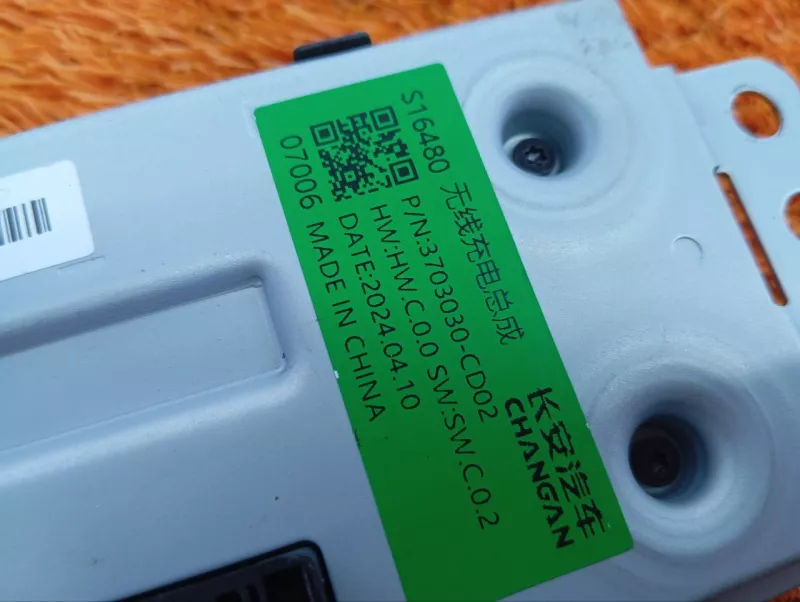 S16480 无线充电总成
P/N:3703030-CD02
HW:HW.C.0.0 SW:SW.C.0.2
DATE:2024.04.10
07006 MADE IN CHINA
长安汽车
CHANGAN